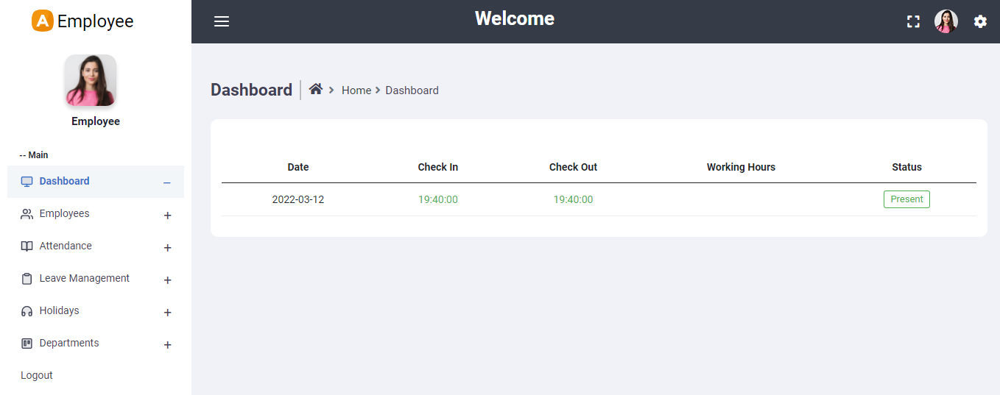 A Employee
Welcome
Employee
-- Main
Dashboard
Employees
Attendance
Leave Management
Holidays
Departments
Logout
Dashboard Home Dashboard
Date Check In Check Out Working Hours Status
2022-03-12 19:40:00 19:40:00 Present